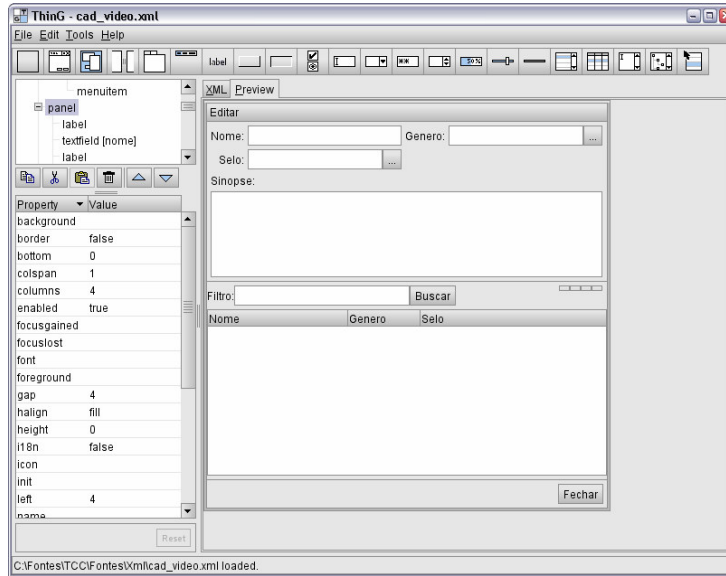 ThinG - cad_video.xml
File Edit Tools Help
label
50%
menuitem
panel
label
textfield [nome]
label
Property Value
background
border false
bottom 0
colspan 1
columns 4
enabled true
focusgained
focuslost
font
foreground
gap 4
halign fill
height 0
i18n false
icon
init
left 4
name
Reset
XML Preview
Editar
Nome: Genero: ...
Selo: ...
Sinopse:
Filtro: Buscar
Nome Genero Selo
Fechar
C:\Fontes\TCC\Fontes\Xml\cad_video.xml loaded.